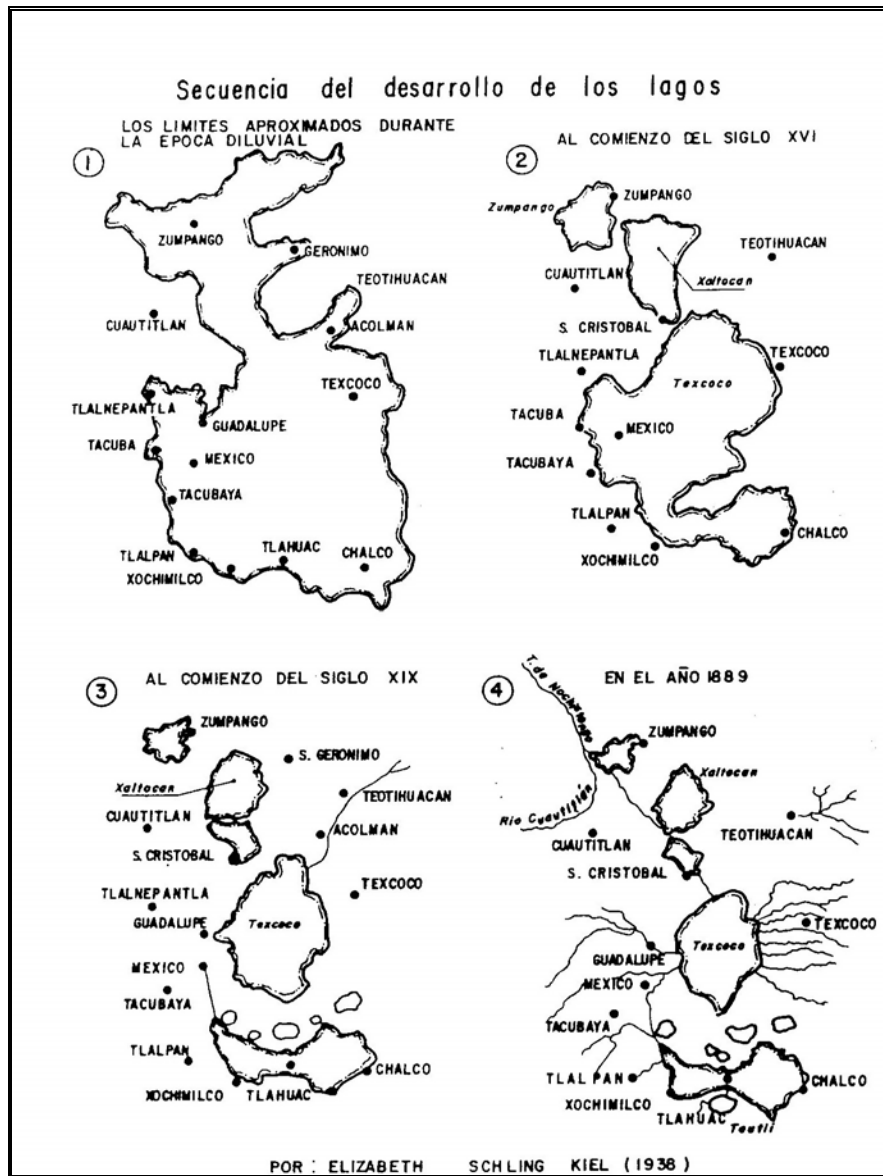 Secuencia del desarrollo de los lagos
1
LOS LIMITES APROXIMADOS DURANTE
LA EPOCA DILUVIAL
ZUMPANGO
GERONIMO
TEOTIHUACAN
CUAUTITLAN
ACOLMAN
TEXCOCO
TLALNEPANTLA
GUADALUPE
TACUBA
MEXICO
TACUBAYA
TLALPAN
TLAHUAC
CHALCO
XOCHIMILCO
2
AL COMIENZO DEL SIGLO XVI
ZUMPANGO
Zumpango
TEOTIHUACAN
CUAUTITLAN
Xaltocan
S. CRISTOBAL
TLALNEPANTLA
TEXCOCO
Texcoco
TACUBA
MEXICO
TACUBAYA
TLALPAN
CHALCO
XOCHIMILCO
3
AL COMIENZO DEL SIGLO XIX
ZUMPANGO
S. GERONIMO
Xaltocan
TEOTIHUACAN
CUAUTITLAN
ACOLMAN
S. CRISTOBAL
TLALNEPANTLA
TEXCOCO
GUADALUPE
Texcoco
MEXICO
TACUBAYA
TLALPAN
CHALCO
XOCHIMILCO
TLAHUAC
4
EN EL AÑO 1889
T. de Nochistongo
ZUMPANGO
Xaltocan
Rio Cuautitlán
TEOTIHUACAN
CUAUTITLAN
S. CRISTOBAL
TEXCOCO
Texcoco
GUADALUPE
MEXICO
TACUBAYA
TLALPAN
CHALCO
XOCHIMILCO
TLAHUAC
Teutli
POR : ELIZABETH SCHLING KIEL (1938)